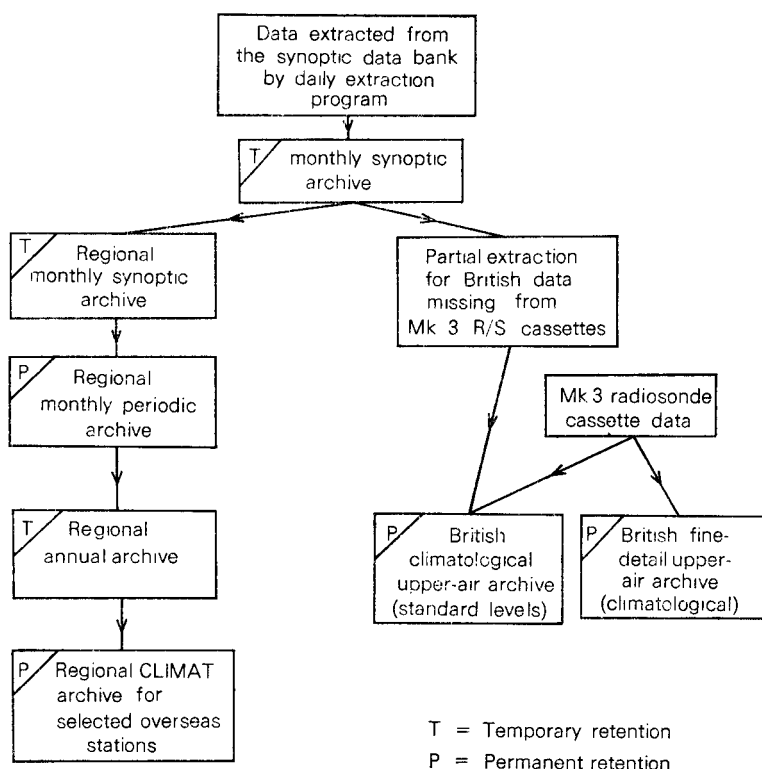 Data extracted from
the synoptic data bank
by daily extraction
program
T
monthly synoptic
archive
T
Regional
monthly synoptic
archive
Partial extraction
for British data
missing from
Mk 3 R/S cassettes
P
Regional
monthly periodic
archive
Mk 3 radiosonde
cassette data
T
Regional
annual archive
P
British
climatological
upper-air archive
(standard levels)
P
British fine-
detail upper-
air archive
(climatological)
P
Regional CLIMAT
archive for
selected overseas
stations
T = Temporary retention
P = Permanent retention